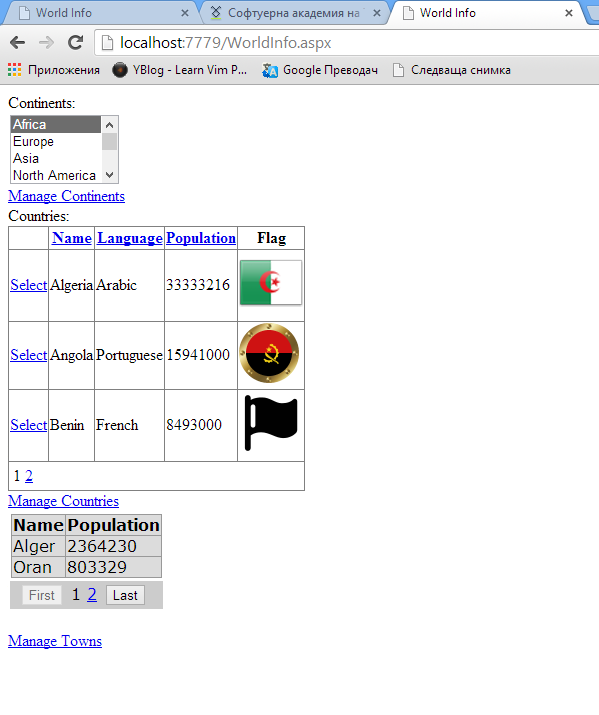 World Info
Софтуерна академия на
World Info
localhost:7779/WorldInfo.aspx
Приложения
YBlog - Learn Vim P...
Google Преводач
Следваща снимка
Continents:
Africa
Europe
Asia
North America
Manage Continents
Countries:
Name Language Population Flag
Select Algeria Arabic 33333216
Select Angola Portuguese 15941000
Select Benin French 8493000
1 2
Manage Countries
Name Population
Alger 2364230
Oran 803329
First 1 2 Last
Manage Towns